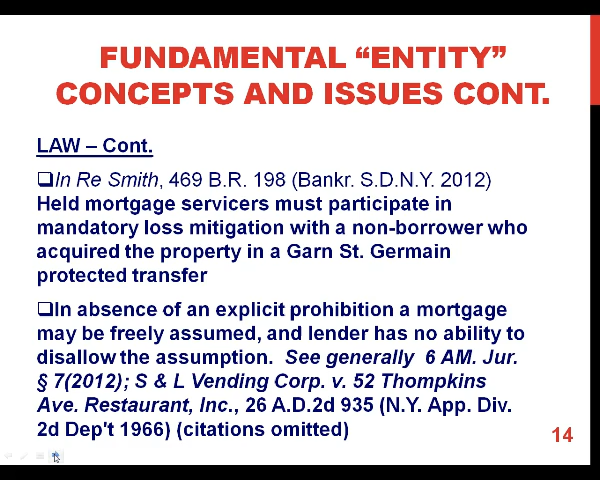 FUNDAMENTAL “ENTITY”
CONCEPTS AND ISSUES CONT.
LAW – Cont.
❑In Re Smith, 469 B.R. 198 (Bankr. S.D.N.Y. 2012)
Held mortgage servicers must participate in
mandatory loss mitigation with a non-borrower who
acquired the property in a Garn St. Germain
protected transfer
❑In absence of an explicit prohibition a mortgage
may be freely assumed, and lender has no ability to
disallow the assumption. See generally 6 AM. Jur.
§ 7(2012); S & L Vending Corp. v. 52 Thompkins
Ave. Restaurant, Inc., 26 A.D.2d 935 (N.Y. App. Div.
2d Dep't 1966) (citations omitted)
14